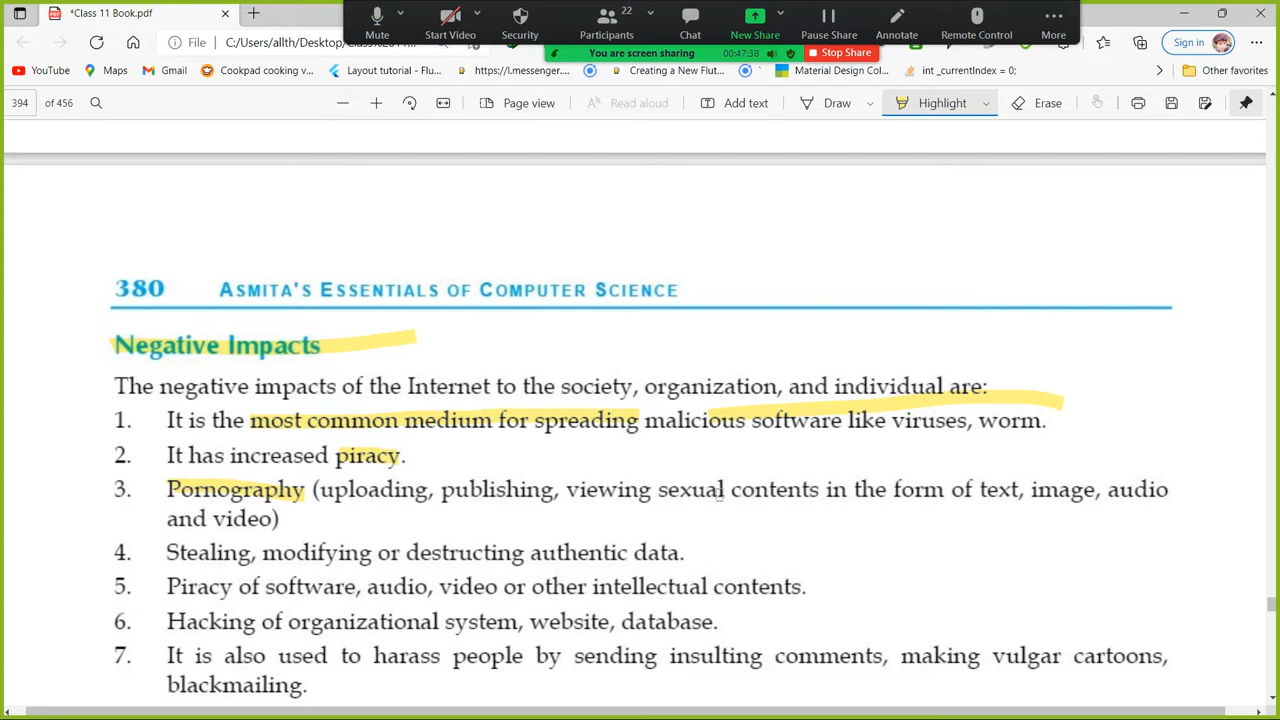 *Class 11 Book.pdf
Mute
Start Video
Security
22
Participants
Chat
New Share
Pause Share
Annotate
Remote Control
More
You are screen sharing
00:47:38
Stop Share
File
C:/Users/allth/Desktop/
Sign in
YouTube
Maps
Gmail
Cookpad cooking v...
Layout tutorial - Flu...
https://l.messenger...
Creating a New Flut...
Material Design Col...
int _currentIndex = 0;
Other favorites
394 of 456
Page view
Read aloud
Add text
Draw
Highlight
Erase
380 ASMITA'S ESSENTIALS OF COMPUTER SCIENCE
Negative Impacts
The negative impacts of the Internet to the society, organization, and individual are:
1. It is the most common medium for spreading malicious software like viruses, worm.
2. It has increased piracy.
3. Pornography (uploading, publishing, viewing sexual contents in the form of text, image, audio
and video)
4. Stealing, modifying or destructing authentic data.
5. Piracy of software, audio, video or other intellectual contents.
6. Hacking of organizational system, website, database.
7. It is also used to harass people by sending insulting comments, making vulgar cartoons,
blackmailing.